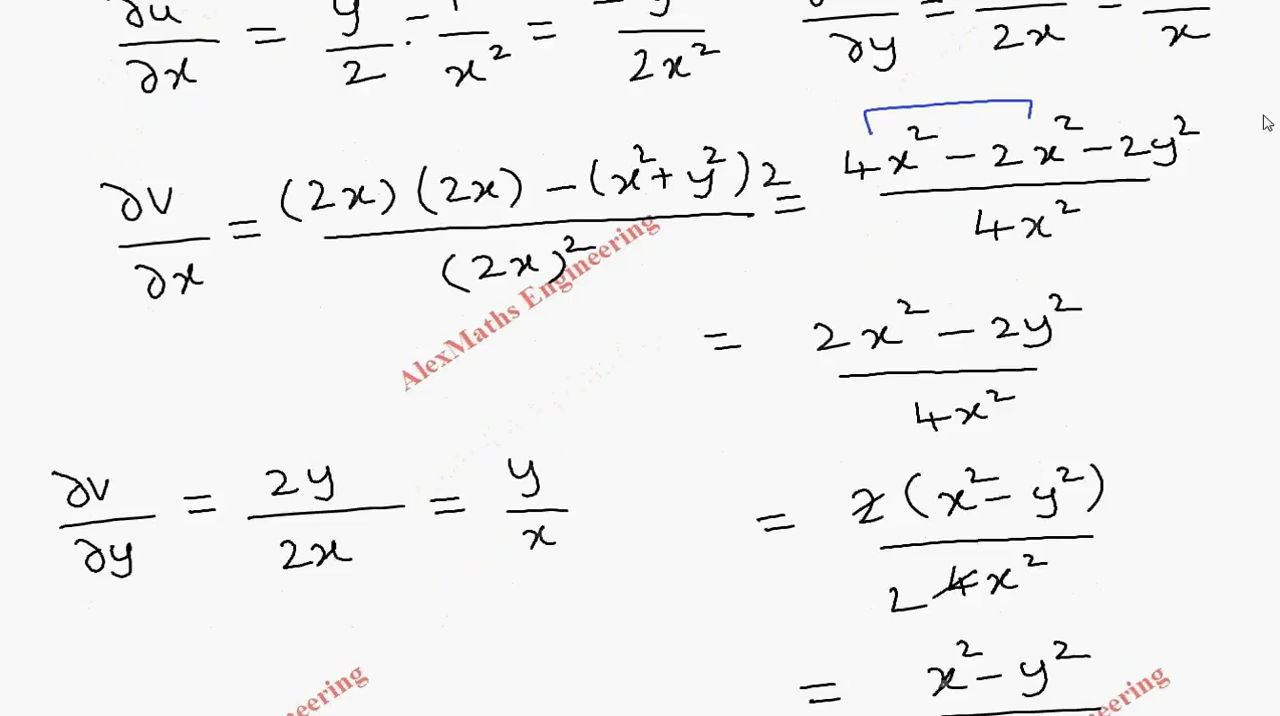 ∂u/∂x = y/2 · -1/x² = -y²/2x² ∂u/∂y = 2y/2x = y/x
∂v/∂x = (2x)(2x) - (x² + y²)2 / (2x)² = 4x² - 2x² - 2y² / 4x²
= 2x² - 2y² / 4x²
∂v/∂y = 2y/2x = y/x
= 2(x² - y²) / 2 4x²
= x² - y²
AlexMaths Engineering